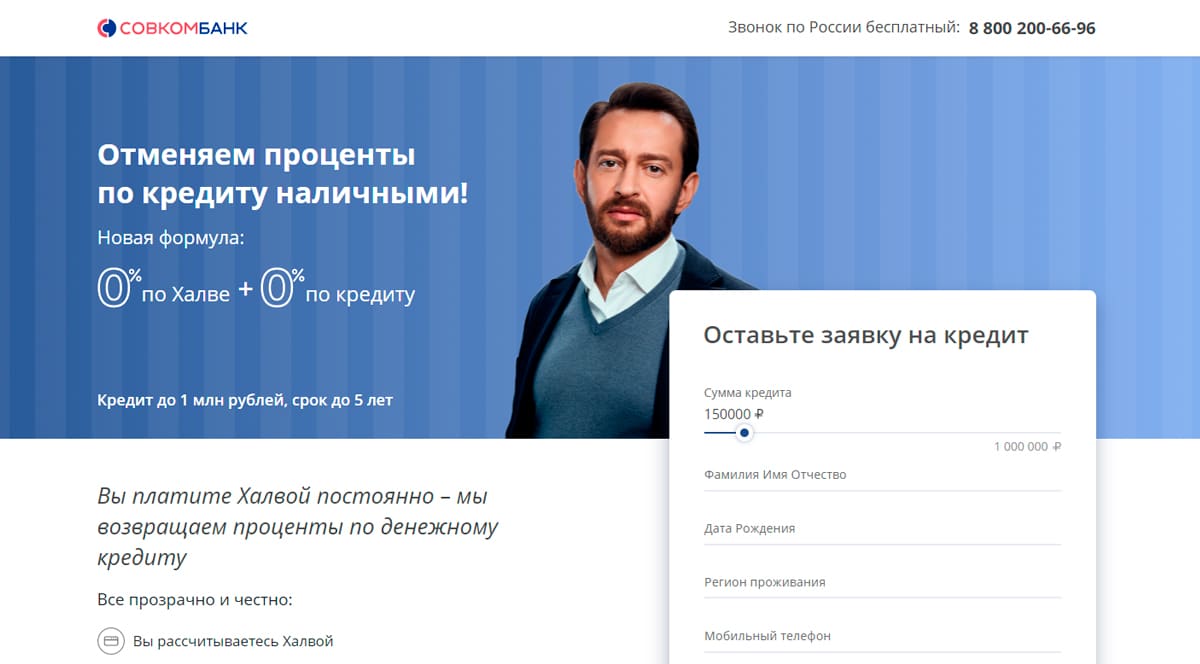 СОВКОМБАНК
Звонок по России бесплатный: 8 800 200-66-96
Отменяем проценты
по кредиту наличными!
Новая формула:
0% по Халве + 0% по кредиту
Кредит до 1 млн рублей, срок до 5 лет
Вы платите Халвой постоянно – мы
возвращаем проценты по денежному
кредиту
Все прозрачно и честно:
Вы рассчитываетесь Халвой
Оставьте заявку на кредит
Сумма кредита
150000 ₽
1 000 000 ₽
Фамилия Имя Отчество
Дата Рождения
Регион проживания
Мобильный телефон